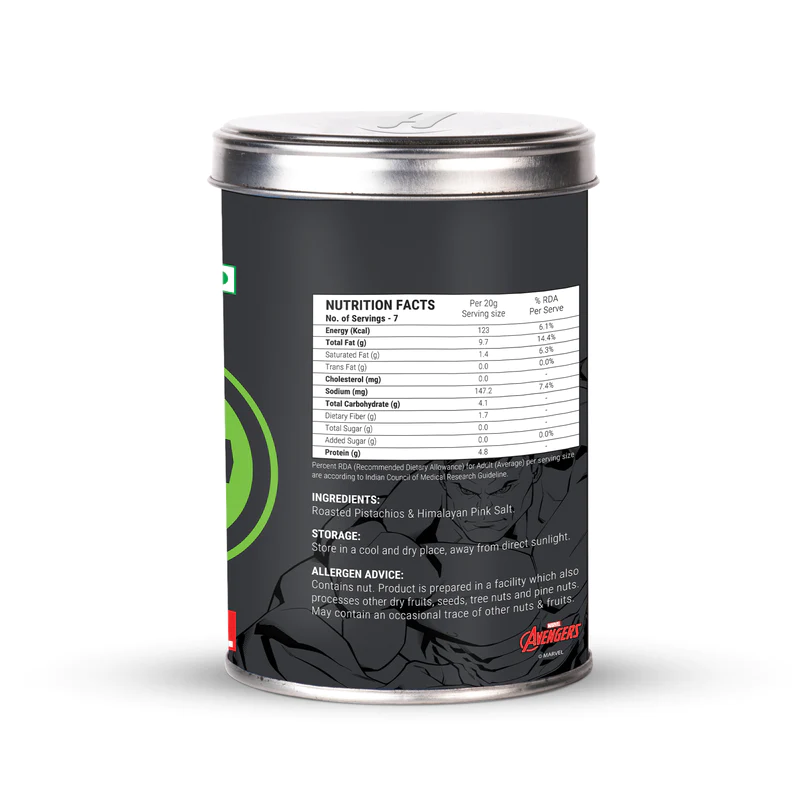 NUTRITION FACTS Per 20g Serving size % RDA Per Serve
No. of Servings - 7
Energy (Kcal) 123 6.1%
Total Fat (g) 9.7 14.4%
Saturated Fat (g) 1.4 6.3%
Trans Fat (g) 0.0 0.0%
Cholesterol (mg) 0.0 -
Sodium (mg) 147.2 7.4%
Total Carbohydrate (g) 4.1 -
Dietary Fiber (g) 1.7 -
Total Sugar (g) 0.0 -
Added Sugar (g) 0.0 0.0%
Protein (g) 4.8 -
Percent RDA (Recommended Dietary Allowance) for Adult (Average) per serving size
are according to Indian Council of Medical Research Guideline.
INGREDIENTS:
Roasted Pistachios & Himalayan Pink Salt.
STORAGE:
Store in a cool and dry place, away from direct sunlight.
ALLERGEN ADVICE:
Contains nut. Product is prepared in a facility which also
processes other dry fruits, seeds, tree nuts and pine nuts.
May contain an occasional trace of other nuts & fruits.
MARVEL
AVENGERS
© MARVEL